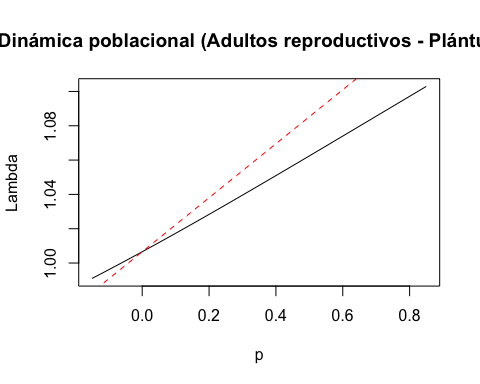 Dinámica poblacional (Adultos reproductivos - Plántu
Lambda
1.08
1.04
1.00
0.0 0.2 0.4 0.6 0.8
p